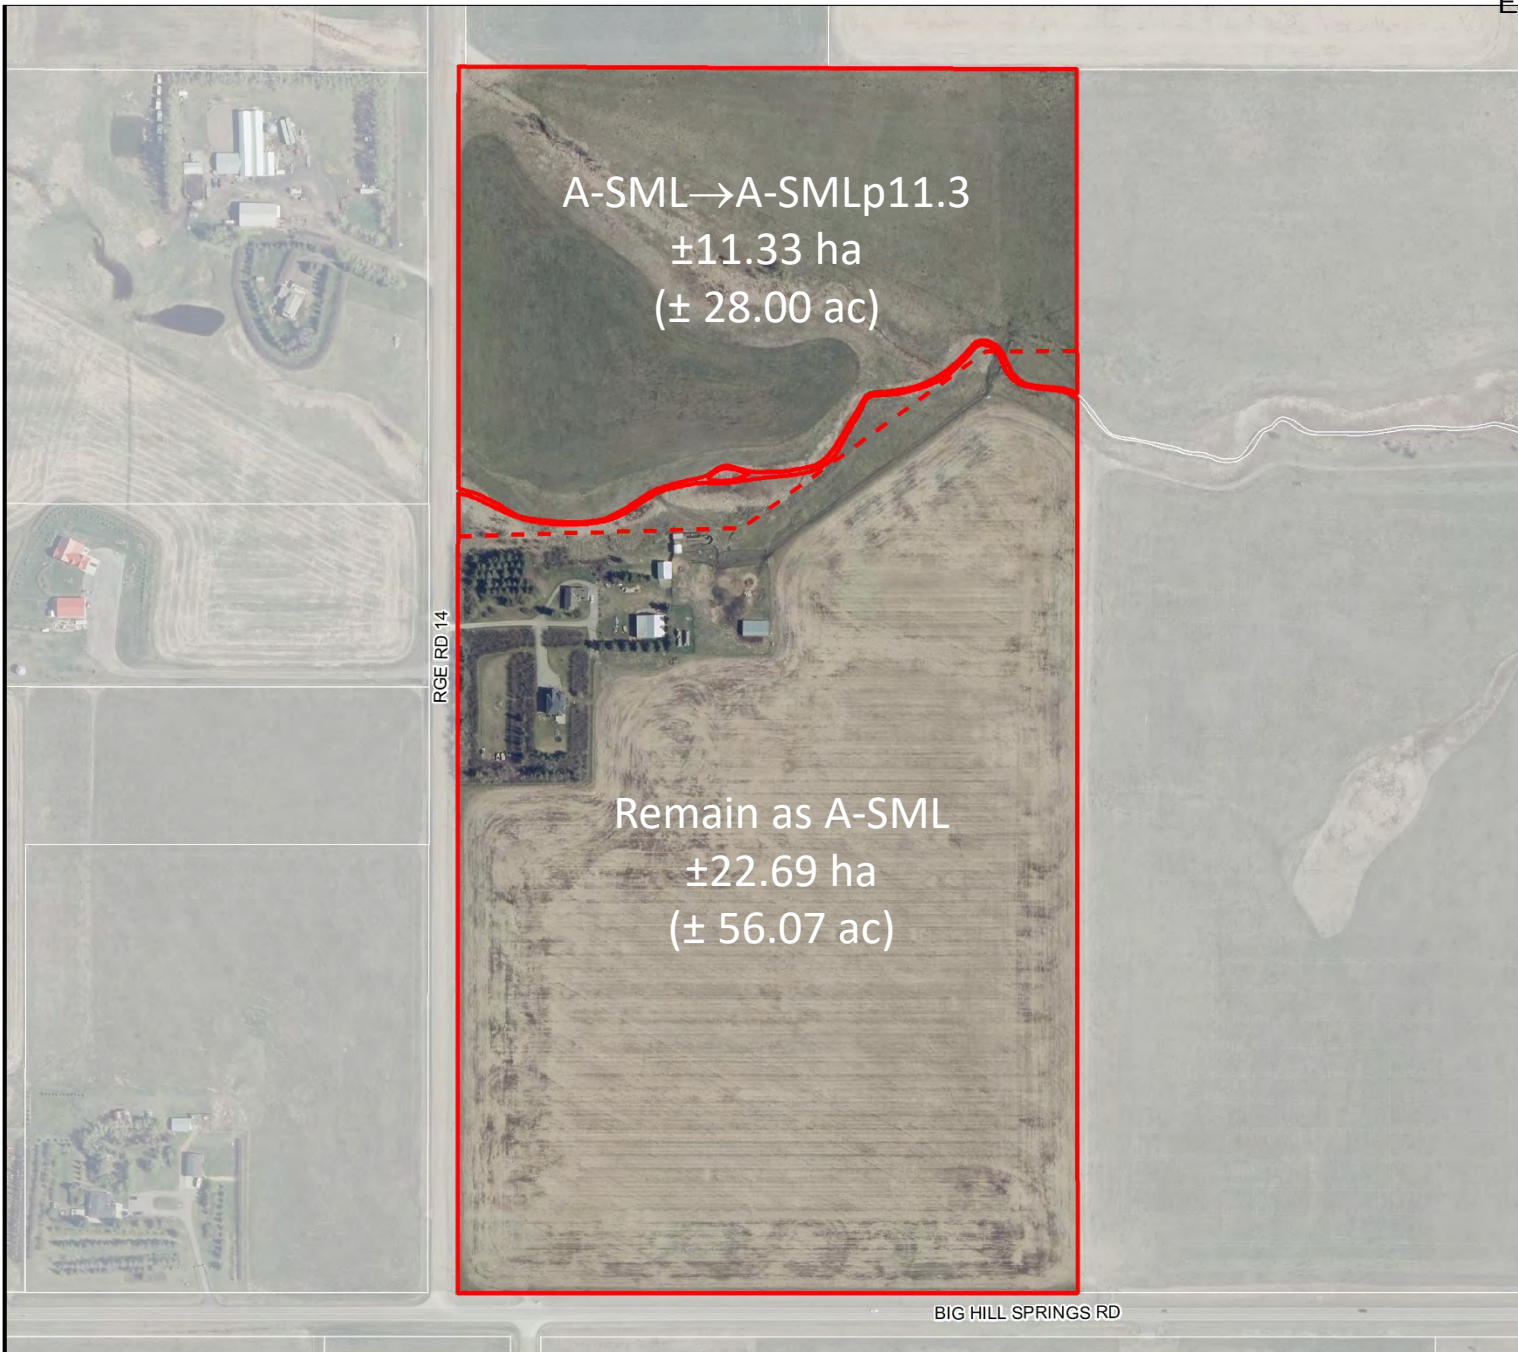 E
A-SML→A-SMLp11.3
±11.33 ha
(± 28.00 ac)
RGE RD 14
Remain as A-SML
±22.69 ha
(± 56.07 ac)
BIG HILL SPRINGS RD